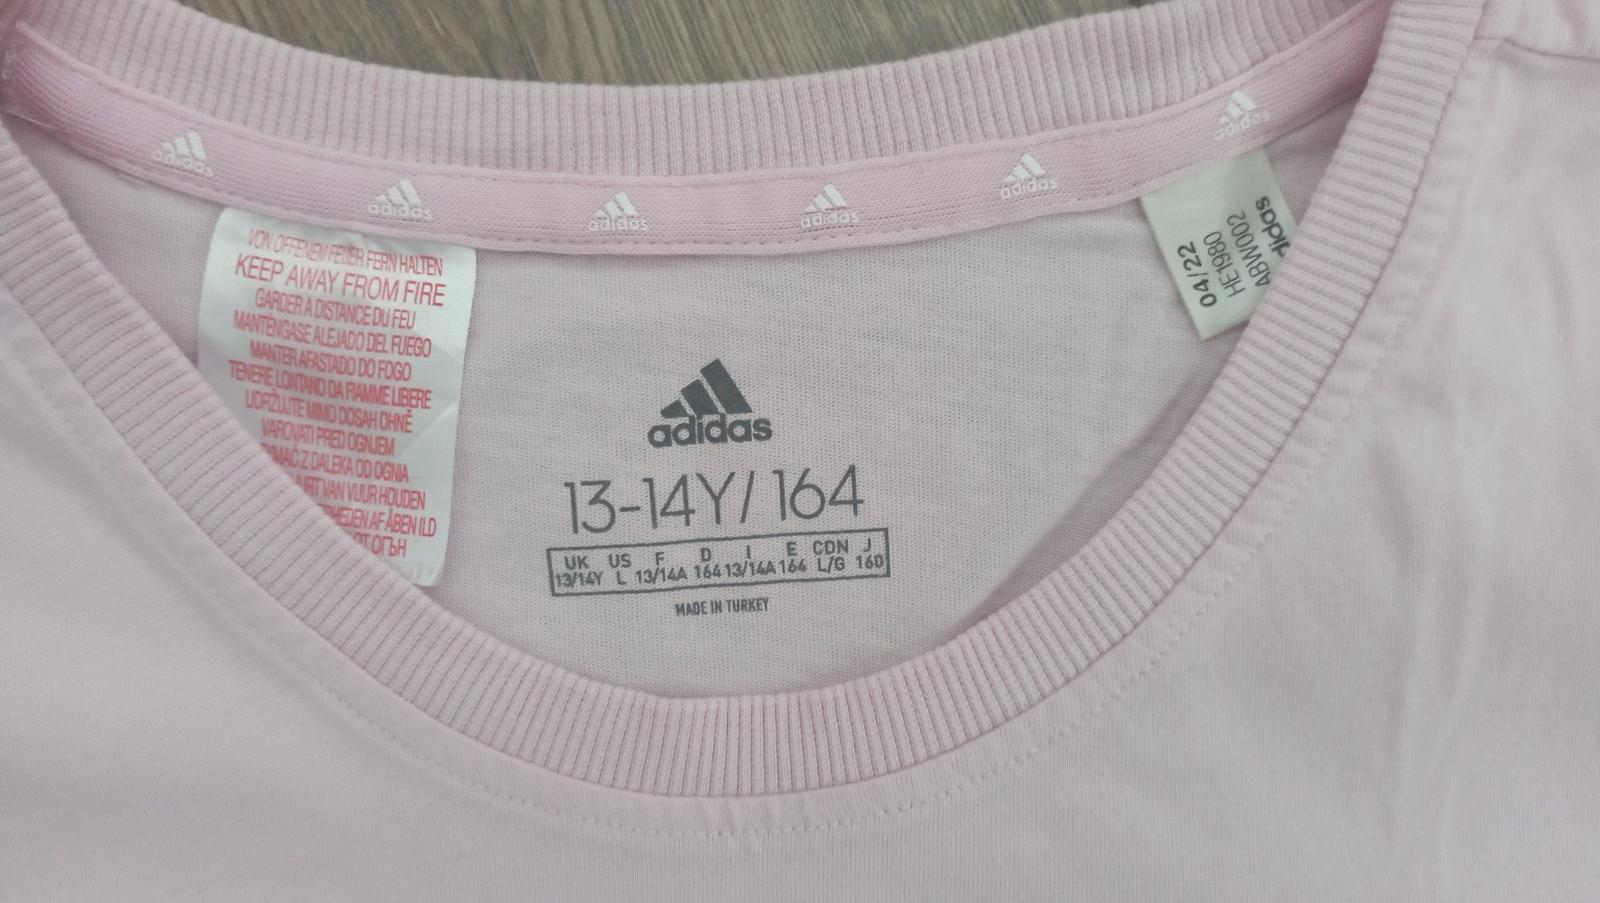 adidas
adidas
adidas
adidas
adidas
adidas
VON OFFENEM FEUER FERN HALTEN
KEEP AWAY FROM FIRE
GARDER A DISTANCE DU FEU
MANTÉNGASE ALEJADO DEL FUEGO
MANTER AFASTADO DO FOGO
TENERE LONTANO DA FIAMME LIBERE
UDRŽUJTE MIMO DOSAH OHNĚ
VAROVATI PRED OGNJEM
Z DALEKA OD OGNIA
VAN VUUR HOUDEN
AF ÅBEN ILD
ОТ ОГЪН
adidas
13-14Y/ 164
UK US F D I E CDN J
13/14Y L 13/14A 164 13/14A 164 L/G 160
MADE IN TURKEY
04/22
HE1980
ABW002
adidas